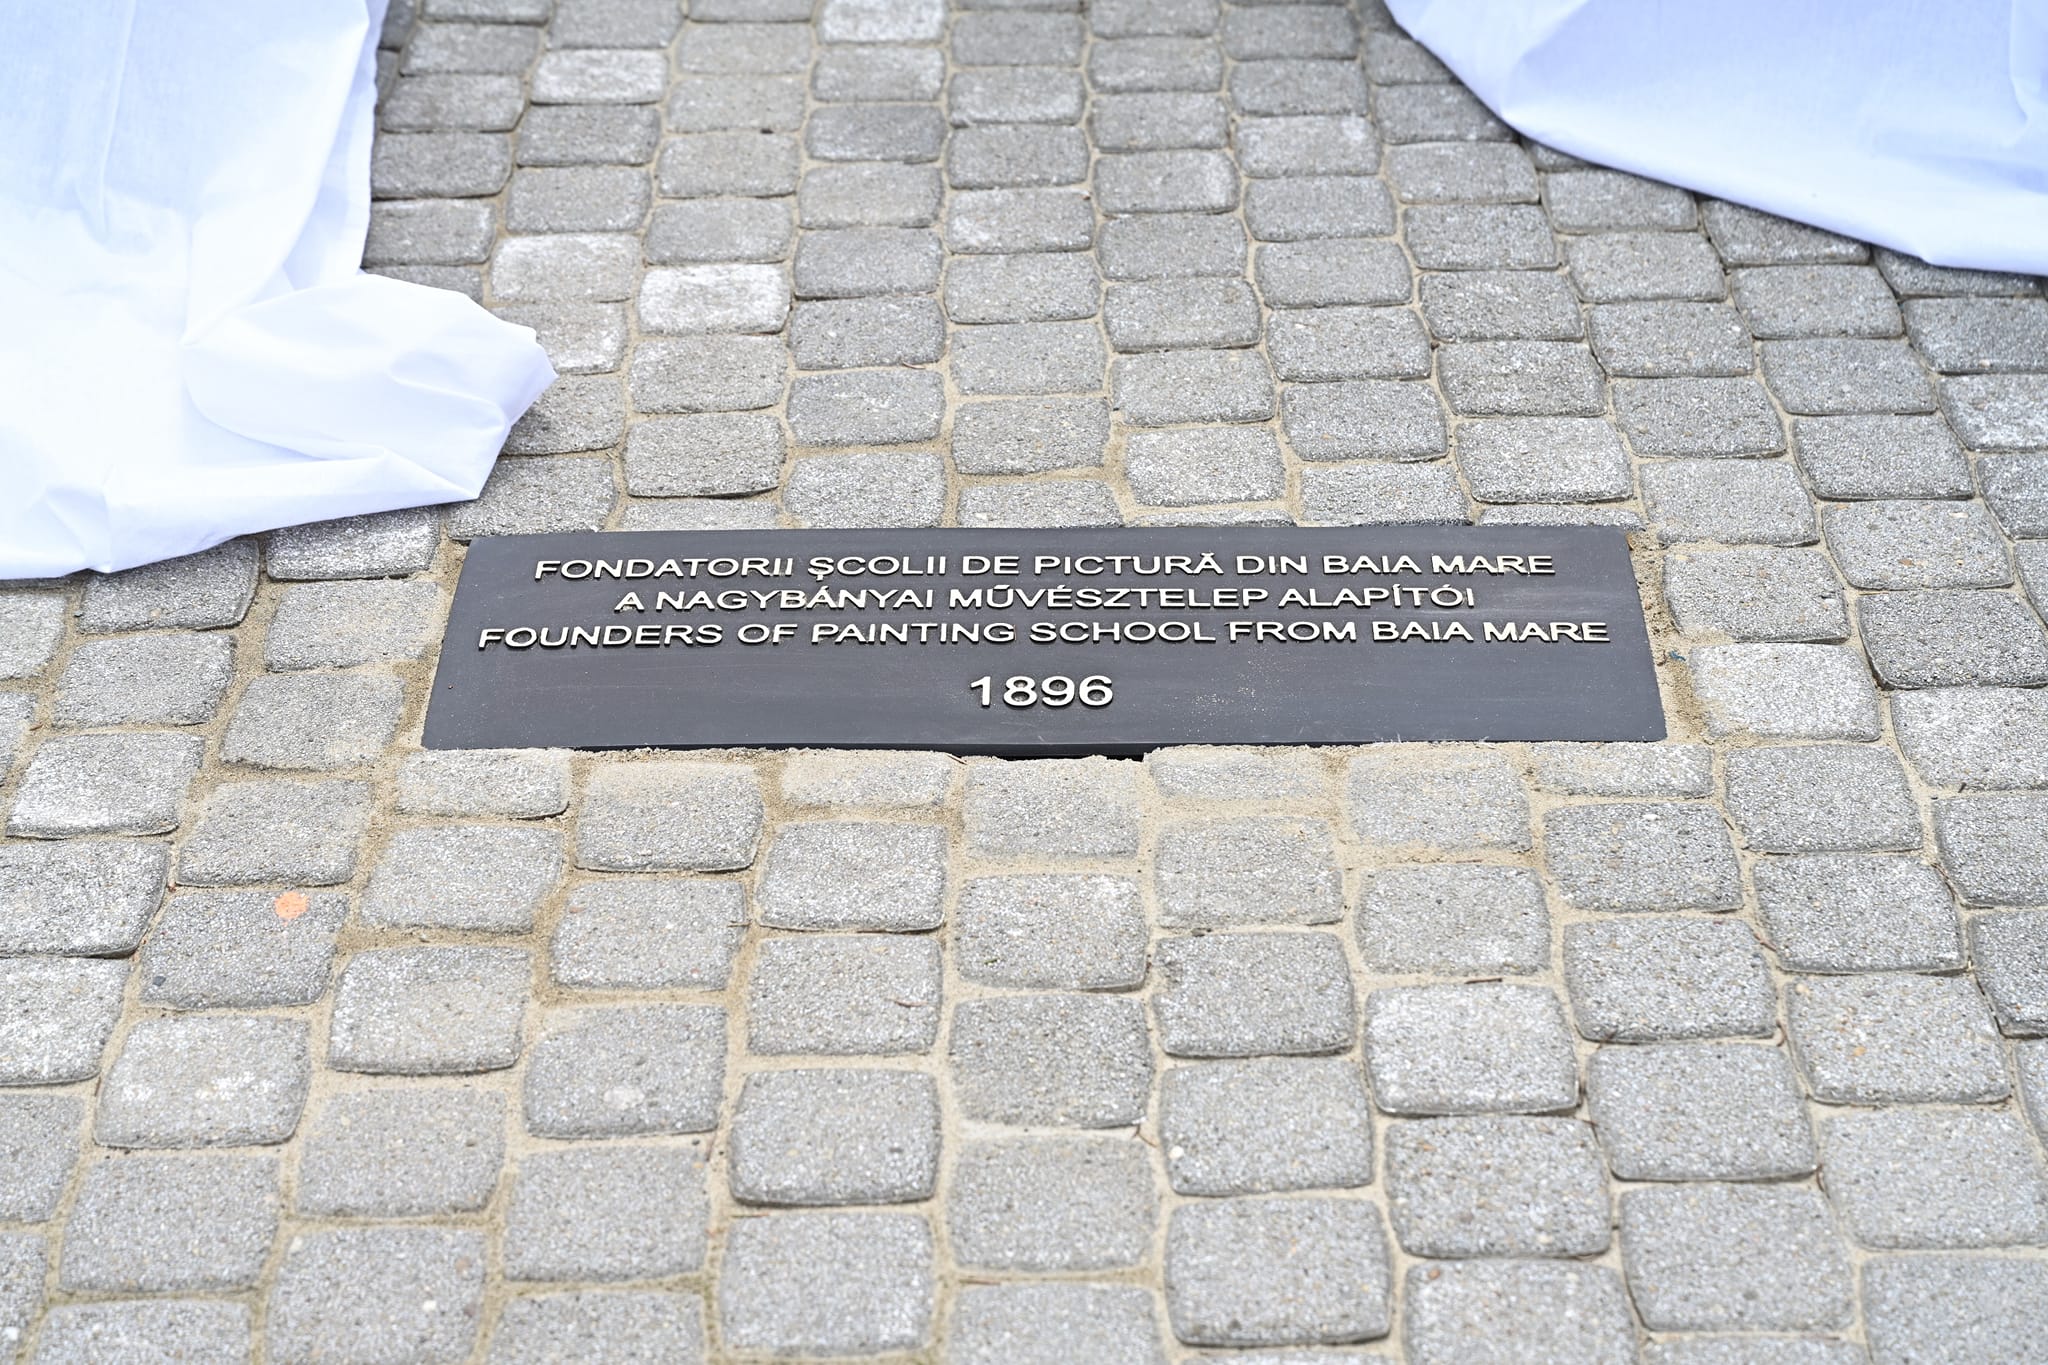 FONDATORII ŞCOLII DE PICTURĂ DIN BAIA MARE
A NAGYBÁNYAI MŰVÉSZTELEP ALAPÍTÓI
FOUNDERS OF PAINTING SCHOOL FROM BAIA MARE
1896